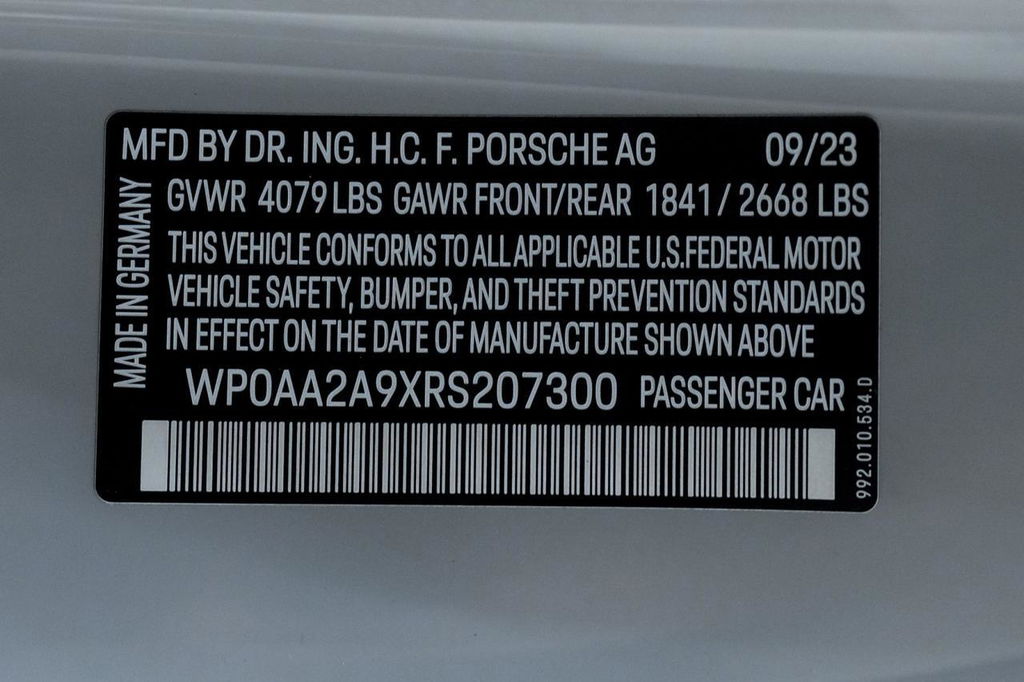 MFD BY DR. ING. H.C. F. PORSCHE AG 09/23
GVWR 4079 LBS GAWR FRONT/REAR 1841 / 2668 LBS
THIS VEHICLE CONFORMS TO ALL APPLICABLE U.S.FEDERAL MOTOR
VEHICLE SAFETY, BUMPER, AND THEFT PREVENTION STANDARDS
IN EFFECT ON THE DATE OF MANUFACTURE SHOWN ABOVE
WP0AA2A9XRS207300 PASSENGER CAR
MADE IN GERMANY
992.010.534.D